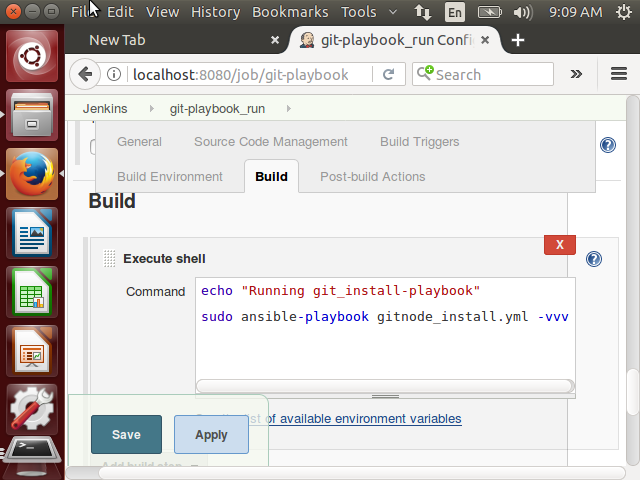 File Edit View History Bookmarks Tools En 9:09 AM
New Tab git-playbook_run Confi
localhost:8080/job/git-playbook Search
Jenkins git-playbook_run
General Source Code Management Build Triggers
Build Environment Build Post-build Actions
Build
Execute shell X
Command echo "Running git_install-playbook"
sudo ansible-playbook gitnode_install.yml -vvv
list of available environment variables
Save Apply
Add build step